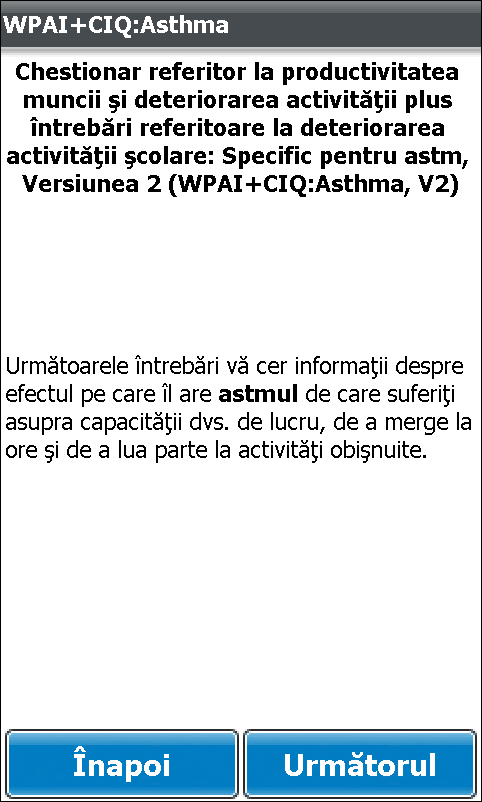 WPAI+CIQ:Asthma
Chestionar referitor la productivitatea
muncii şi deteriorarea activităţii plus
întrebări referitoare la deteriorarea
activităţii şcolare: Specific pentru astm,
Versiunea 2 (WPAI+CIQ:Asthma, V2)
Următoarele întrebări vă cer informaţii despre
efectul pe care îl are astmul de care suferiţi
asupra capacităţii dvs. de lucru, de a merge la
ore şi de a lua parte la activităţi obişnuite.
Înapoi
Următorul